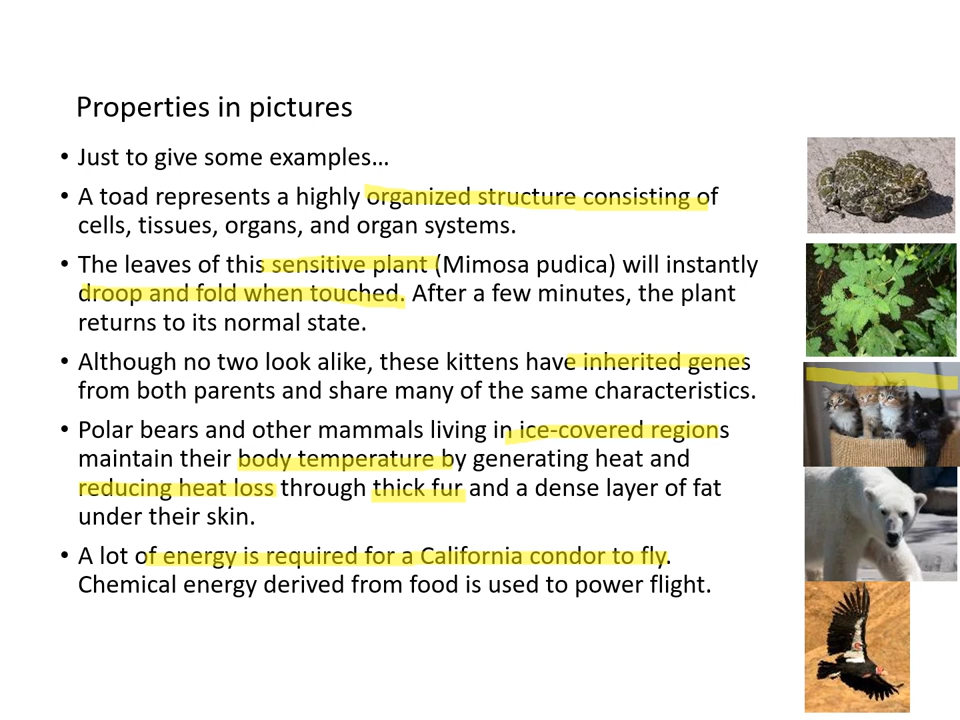 Properties in pictures
• Just to give some examples…
• A toad represents a highly organized structure consisting of
cells, tissues, organs, and organ systems.
• The leaves of this sensitive plant (Mimosa pudica) will instantly
droop and fold when touched. After a few minutes, the plant
returns to its normal state.
• Although no two look alike, these kittens have inherited genes
from both parents and share many of the same characteristics.
• Polar bears and other mammals living in ice-covered regions
maintain their body temperature by generating heat and
reducing heat loss through thick fur and a dense layer of fat
under their skin.
• A lot of energy is required for a California condor to fly.
Chemical energy derived from food is used to power flight.